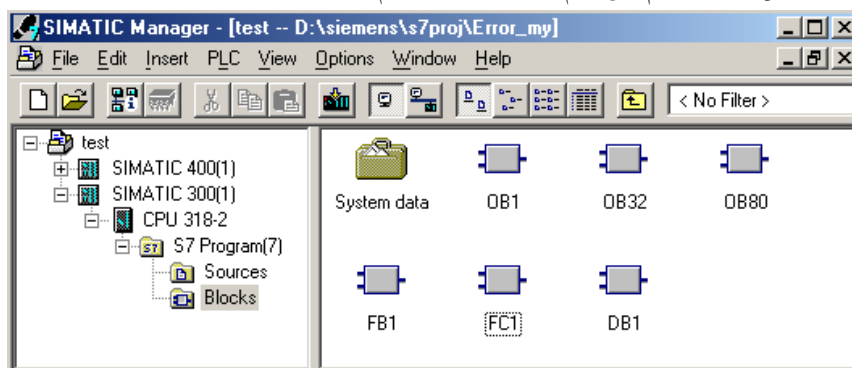 SIMATIC Manager - [test -- D:\siemens\s7proj\Error_my]
File Edit Insert PLC View Options Window Help
< No Filter >
test
SIMATIC 400(1)
SIMATIC 300(1)
CPU 318-2
S7 Program(7)
Sources
Blocks
System data OB1 OB32 OB80
FB1 FC1 DB1